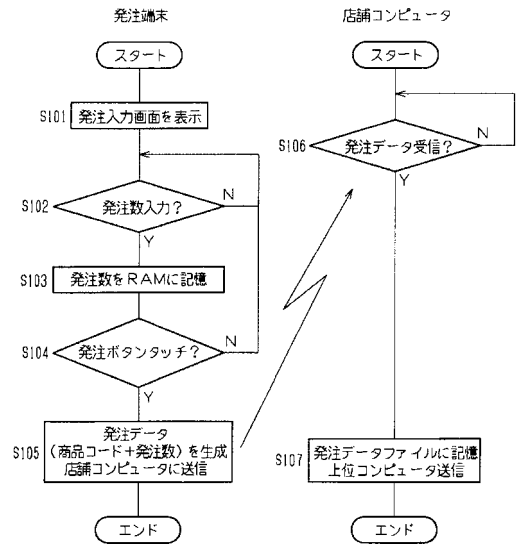 発注端末
スタート
S101 発注入力画面を表示
S102 発注数入力？ N
Y
S103 発注数をRAMに記憶
S104 発注ボタンタッチ？ N
Y
S105 発注データ
（商品コード＋発注数）を生成
店舗コンピュータに送信
エンド
店舗コンピュータ
スタート
S106 発注データ受信？ N
Y
S107 発注データファイルに記憶
上位コンピュータ送信
エンド